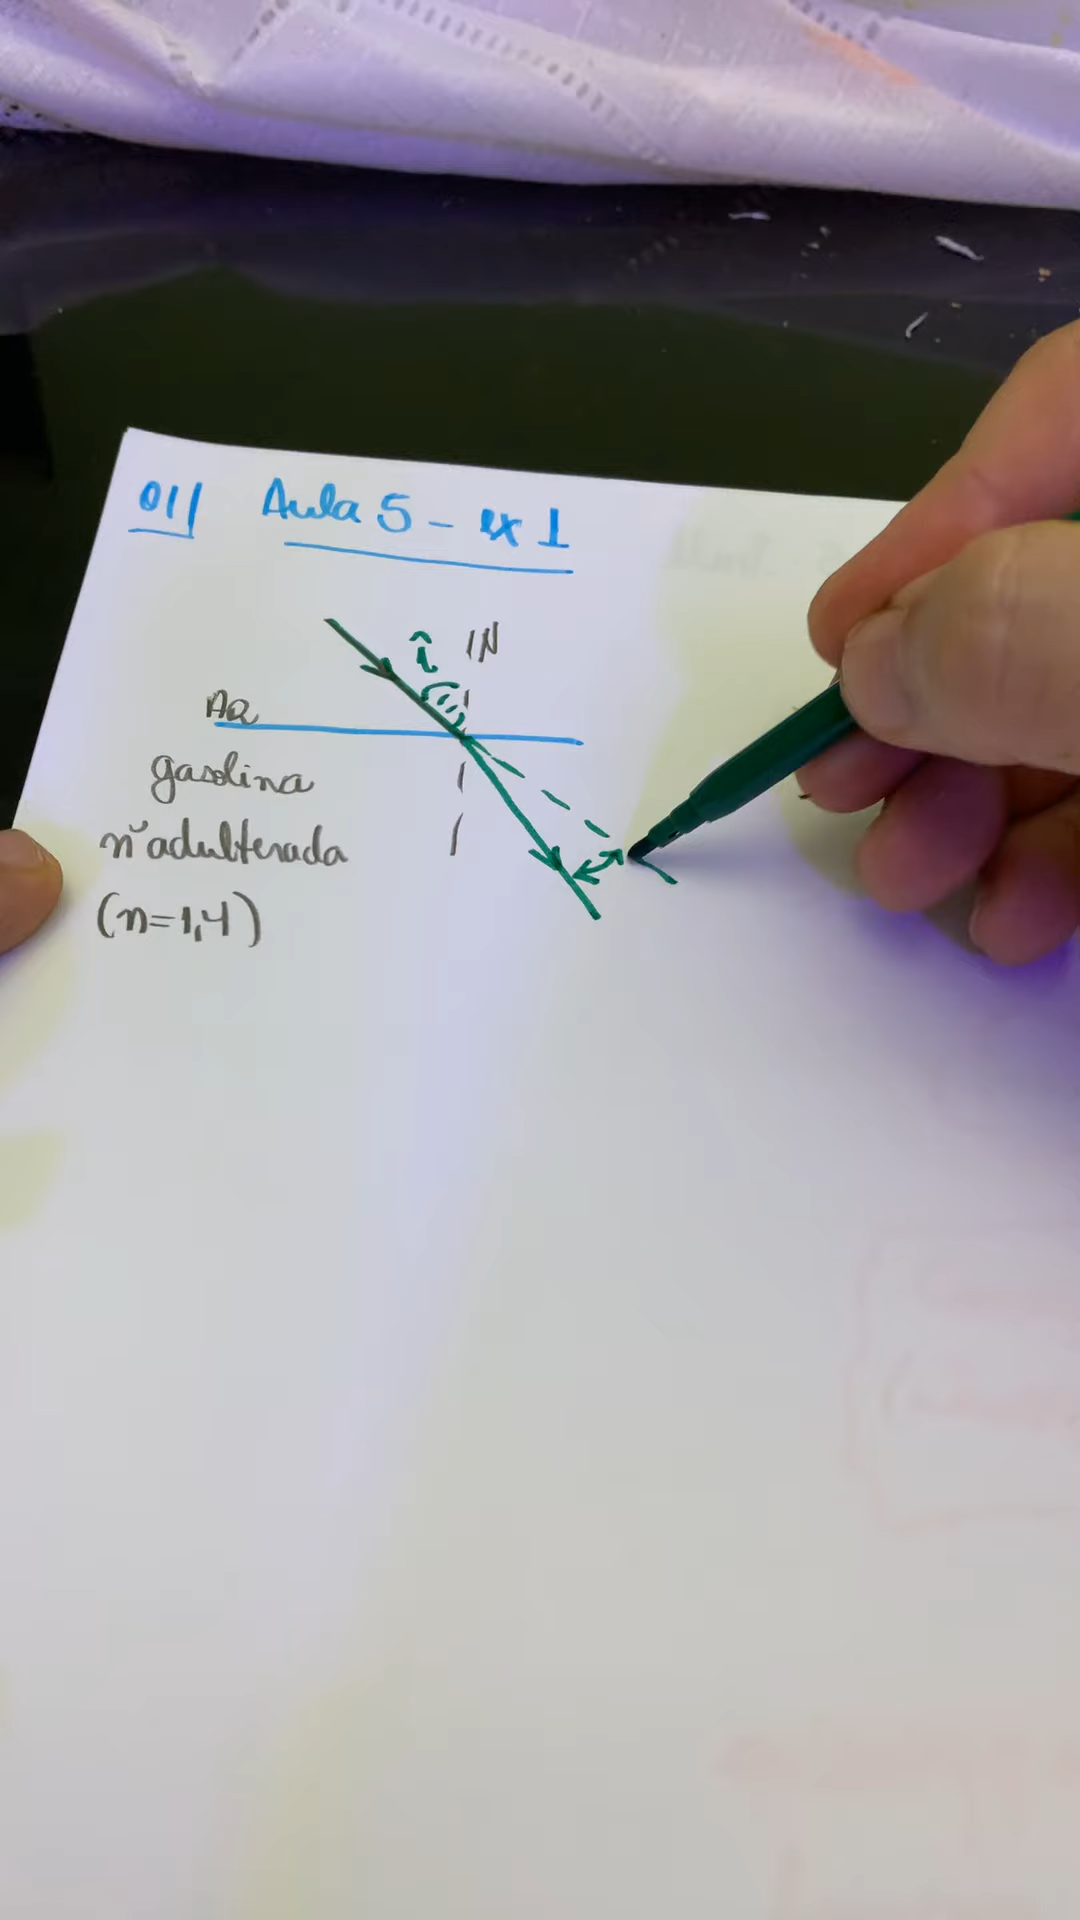 01) Aula 5 - ex 1
î N
AR
gasolina
ñ adulterada
(n=1,4)